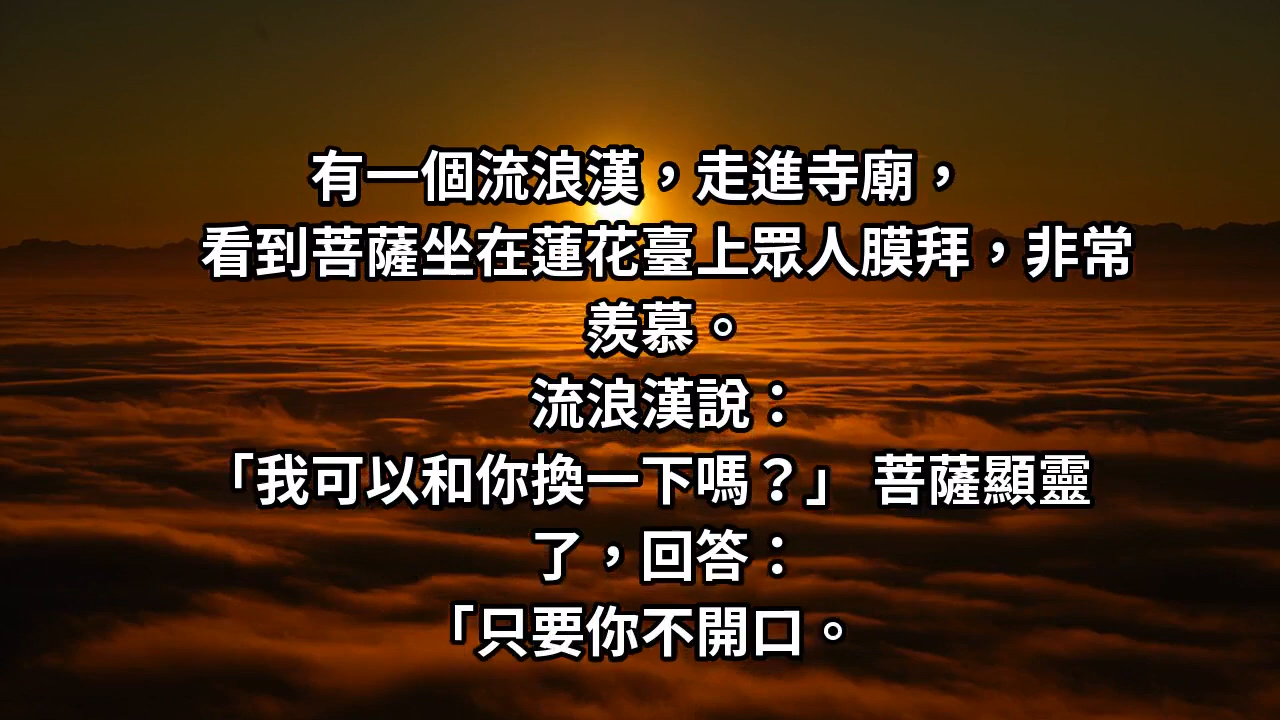 有一個流浪漢，走進寺廟，
看到菩薩坐在蓮花臺上眾人膜拜，非常
羨慕。
流浪漢說：
「我可以和你換一下嗎？」 菩薩顯靈
了，回答：
「只要你不開口。